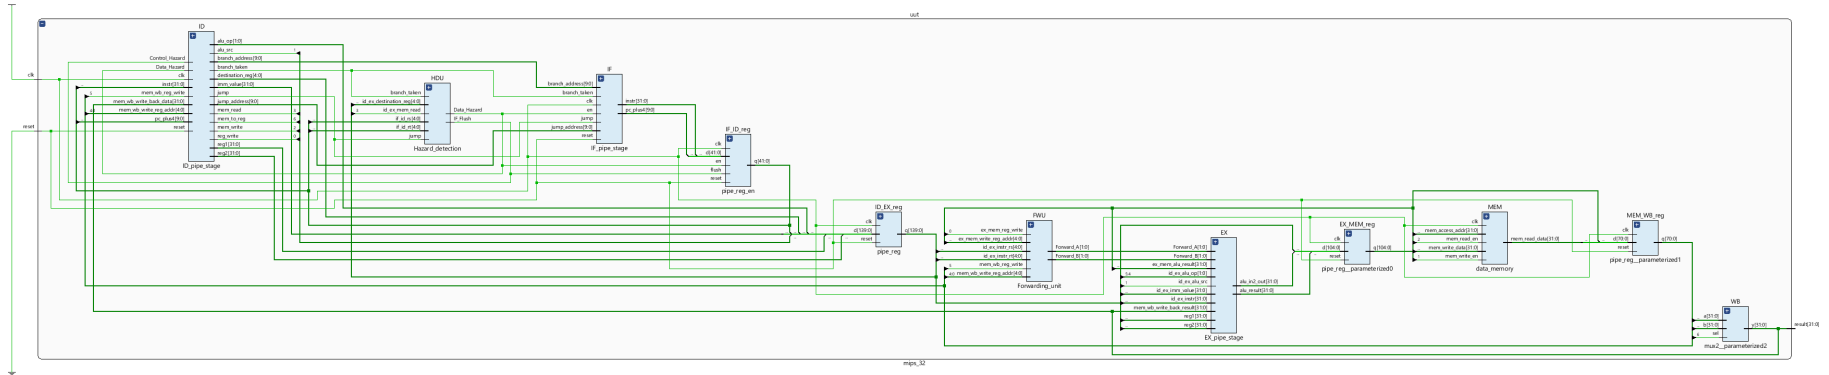 uut
clk
reset
ID
Control_Hazard
Data_Hazard
clk
instr[31:0]
mem_wb_reg_write
mem_wb_write_back_data[31:0]
mem_wb_write_reg_addr[4:0]
pc_plus4[9:0]
reset
alu_op[1:0]
alu_src
branch_address[9:0]
branch_taken
destination_reg[4:0]
imm_value[31:0]
jump
jump_address[9:0]
mem_read
mem_to_reg
mem_write
reg_write
reg1[31:0]
reg2[31:0]
ID_pipe_stage
HDU
branch_taken
id_ex_destination_reg[4:0]
id_ex_mem_read
if_id_rs[4:0]
if_id_rt[4:0]
jump
Data_Hazard
IF_Flush
Hazard_detection
IF
branch_address[9:0]
branch_taken
clk
en
jump
jump_address[9:0]
reset
instr[31:0]
pc_plus4[9:0]
IF_pipe_stage
IF_ID_reg
clk
d[41:0]
en
flush
reset
q[41:0]
pipe_reg_en
ID_EX_reg
clk
d[139:0]
reset
q[139:0]
pipe_reg
FWU
ex_mem_reg_write
ex_mem_write_reg_addr[4:0]
id_ex_instr_rs[4:0]
id_ex_instr_rt[4:0]
mem_wb_reg_write
mem_wb_write_reg_addr[4:0]
Forward_A[1:0]
Forward_B[1:0]
Forwarding_unit
EX
Forward_A[1:0]
Forward_B[1:0]
ex_mem_alu_result[31:0]
id_ex_alu_op[1:0]
id_ex_alu_src
id_ex_imm_value[31:0]
id_ex_instr[31:0]
mem_wb_write_back_result[31:0]
reg1[31:0]
reg2[31:0]
alu_in2_out[31:0]
alu_result[31:0]
EX_pipe_stage
EX_MEM_reg
clk
d[104:0]
reset
q[104:0]
pipe_reg__parameterized0
MEM
clk
mem_access_addr[31:0]
mem_read_en
mem_write_data[31:0]
mem_write_en
mem_read_data[31:0]
data_memory
MEM_WB_reg
clk
d[70:0]
reset
q[70:0]
pipe_reg__parameterized1
WB
a[31:0]
b[31:0]
sel
y[31:0]
mux2__parameterized2
result[31:0]
mips_32